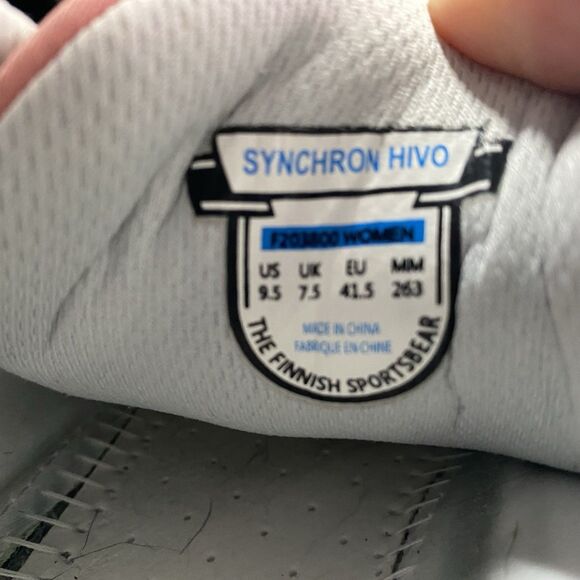 SYNCHRON HIVO
F203800 WOMEN
US UK EU MM
9.5 7.5 41.5 263
MADE IN CHINA
FABRIQUE EN CHINE
THE FINNISH SPORTSBEAR